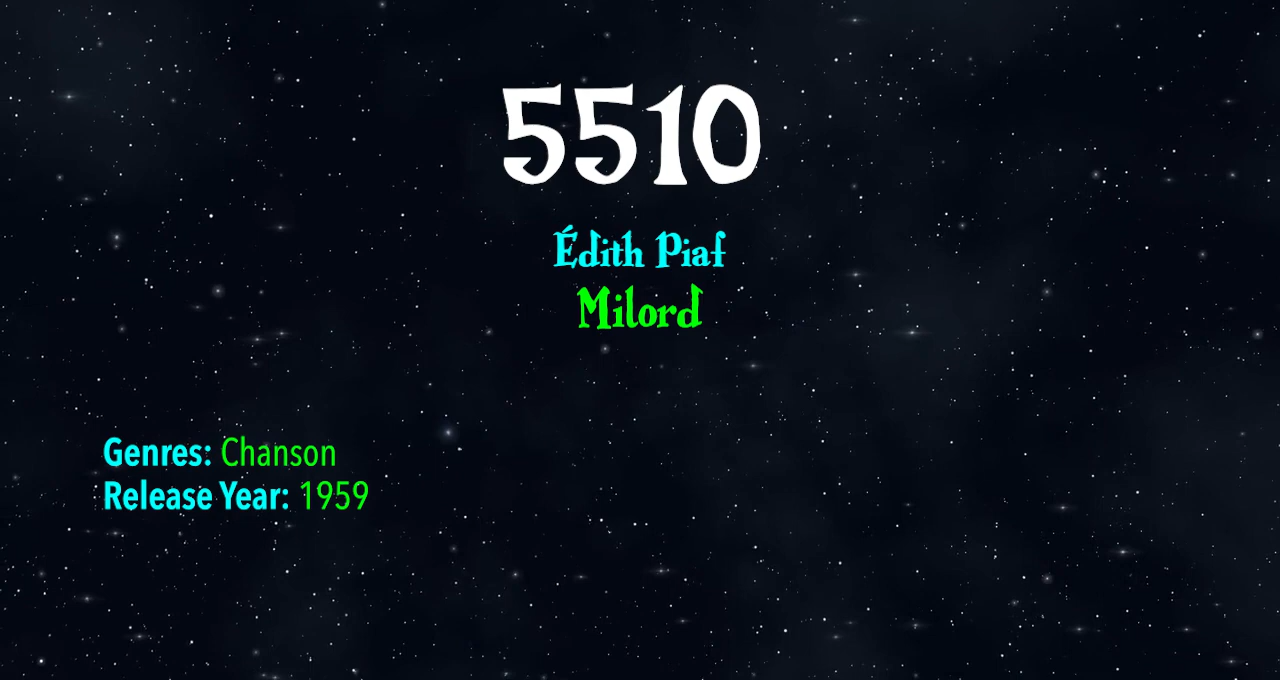 5510
Édith Piaf
Milord
Genres: Chanson
Release Year: 1959